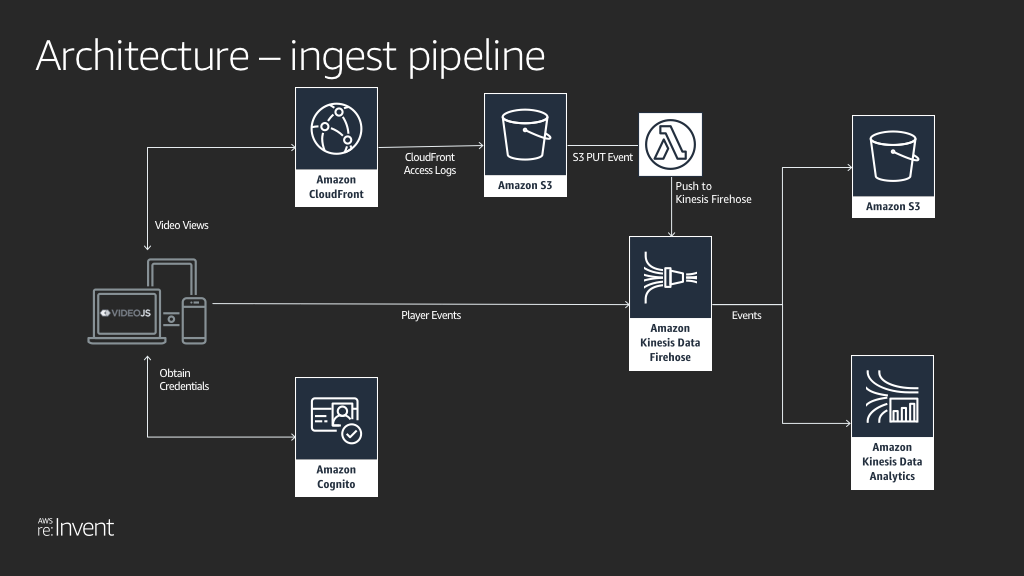 Architecture – ingest pipeline
Amazon
CloudFront
CloudFront
Access Logs
Amazon S3
S3 PUT Event
Push to
Kinesis Firehose
Amazon S3
Video Views
VIDEOJS
Player Events
Amazon
Kinesis Data
Firehose
Events
Obtain
Credentials
Amazon
Cognito
Amazon
Kinesis Data
Analytics
AWS
re:Invent